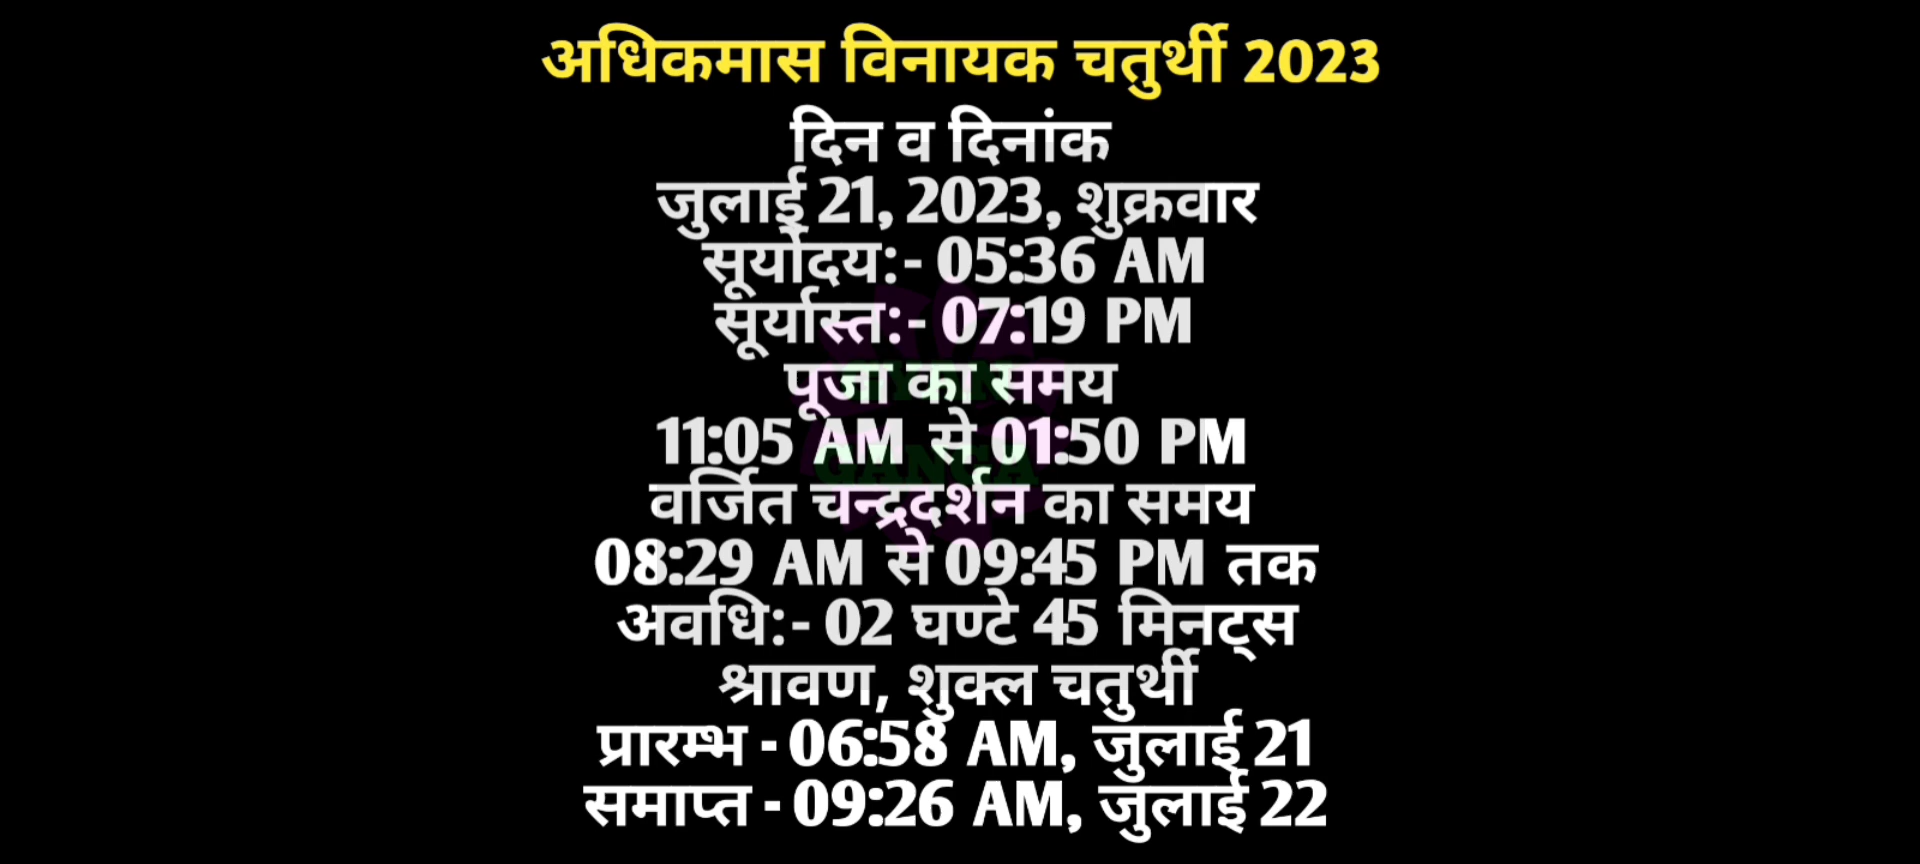 अधिकमास विनायक चतुर्थी 2023
दिन व दिनांक
जुलाई 21, 2023, शुक्रवार
सूर्योदय:- 05:36 AM
सूर्यास्त:- 07:19 PM
पूजा का समय
11:05 AM से 01:50 PM
वर्जित चन्द्रदर्शन का समय
08:29 AM से 09:45 PM तक
अवधि:- 02 घण्टे 45 मिनट्स
श्रावण, शुक्ल चतुर्थी
प्रारम्भ - 06:58 AM, जुलाई 21
समाप्त - 09:26 AM, जुलाई 22
GANGA